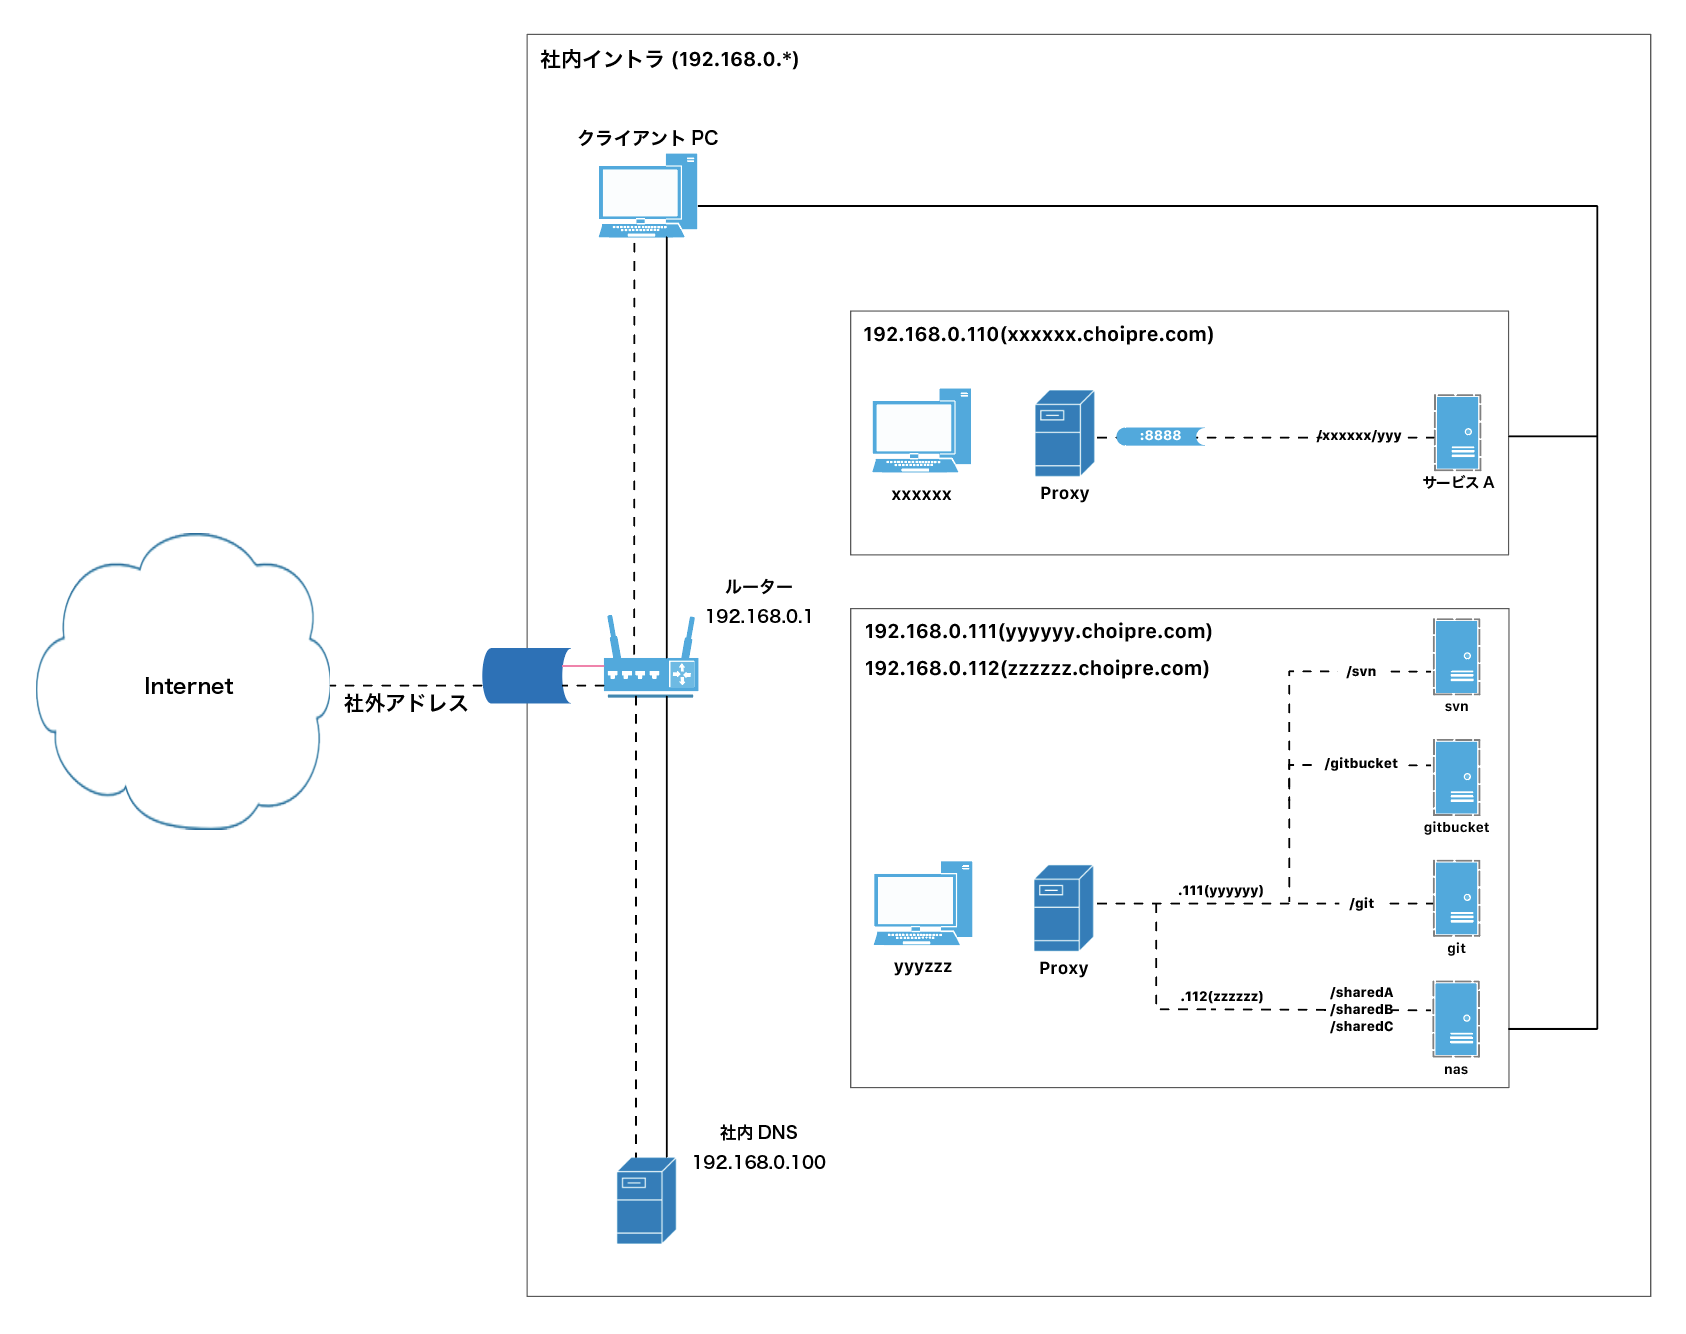 社内イントラ (192.168.0.*)
クライアント PC
192.168.0.110(xxxxxx.choipre.com)
xxxxxx
Proxy
:8888
/xxxxxx/yyy
サービス A
ルーター
192.168.0.1
Internet
社外アドレス
192.168.0.111(yyyyyy.choipre.com)
192.168.0.112(zzzzzz.choipre.com)
/svn
svn
/gitbucket
gitbucket
yyyzzz
Proxy
.111(yyyyyy)
/git
git
.112(zzzzzz)
/sharedA
/sharedB
/sharedC
nas
社内 DNS
192.168.0.100